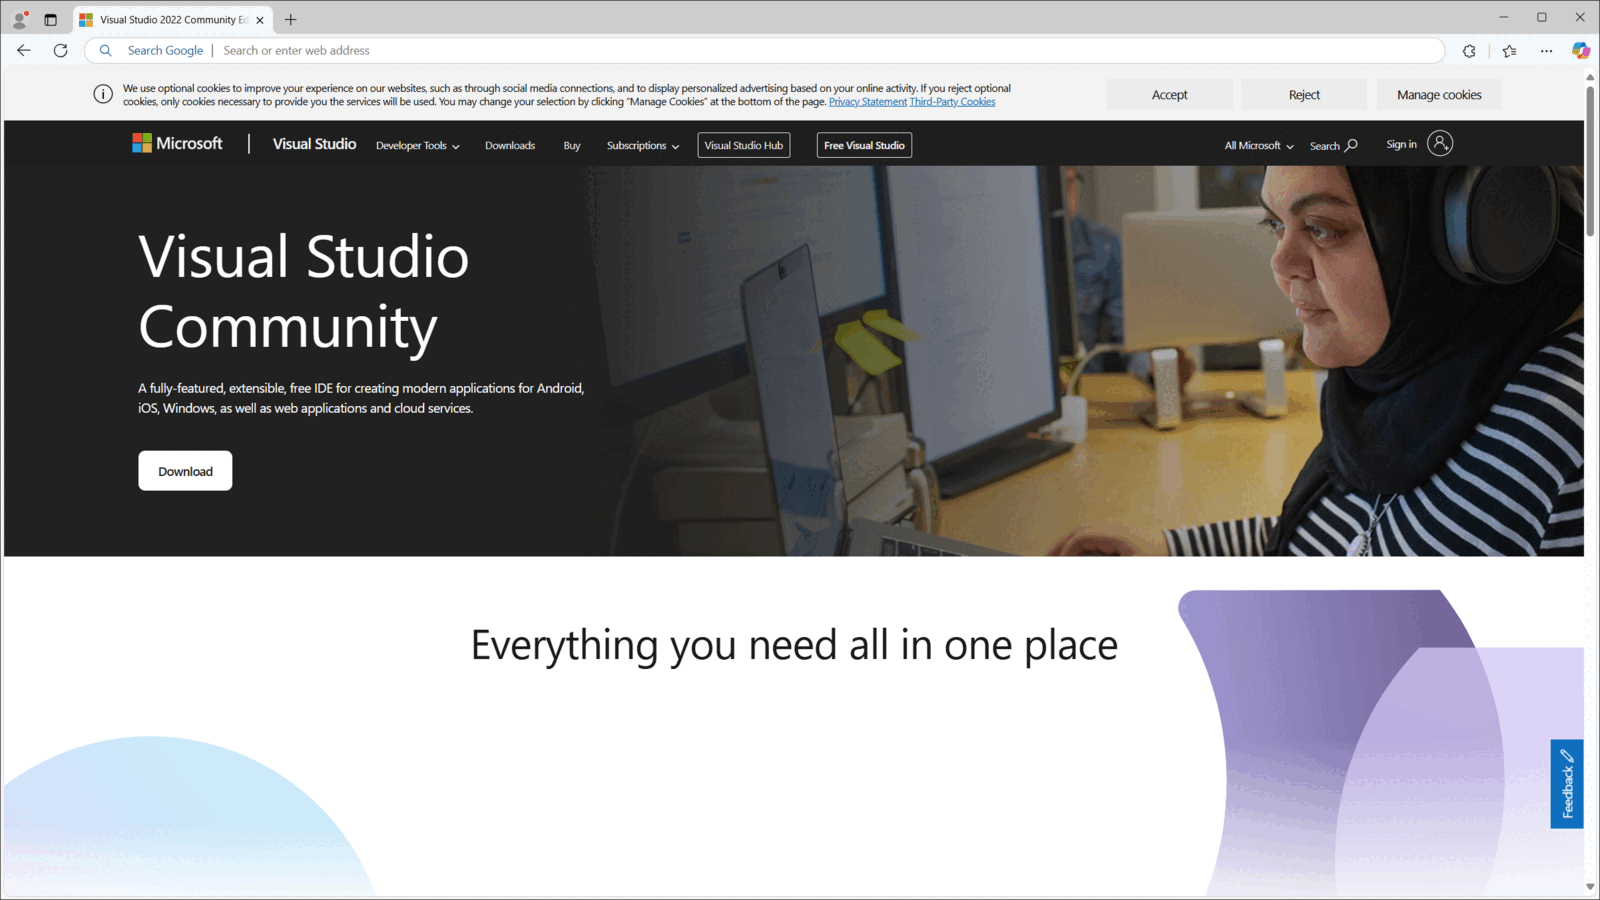 Visual Studio 2022 Community Ed
Search Google | Search or enter web address
We use optional cookies to improve your experience on our websites, such as through social media connections, and to display personalized advertising based on your online activity. If you reject optional
cookies, only cookies necessary to provide you the services will be used. You may change your selection by clicking “Manage Cookies” at the bottom of the page. Privacy Statement Third-Party Cookies
Accept
Reject
Manage cookies
Microsoft
Visual Studio
Developer Tools
Downloads
Buy
Subscriptions
Visual Studio Hub
Free Visual Studio
All Microsoft
Search
Sign in
Visual Studio
Community
A fully-featured, extensible, free IDE for creating modern applications for Android,
iOS, Windows, as well as web applications and cloud services.
Download
Everything you need all in one place
Feedback